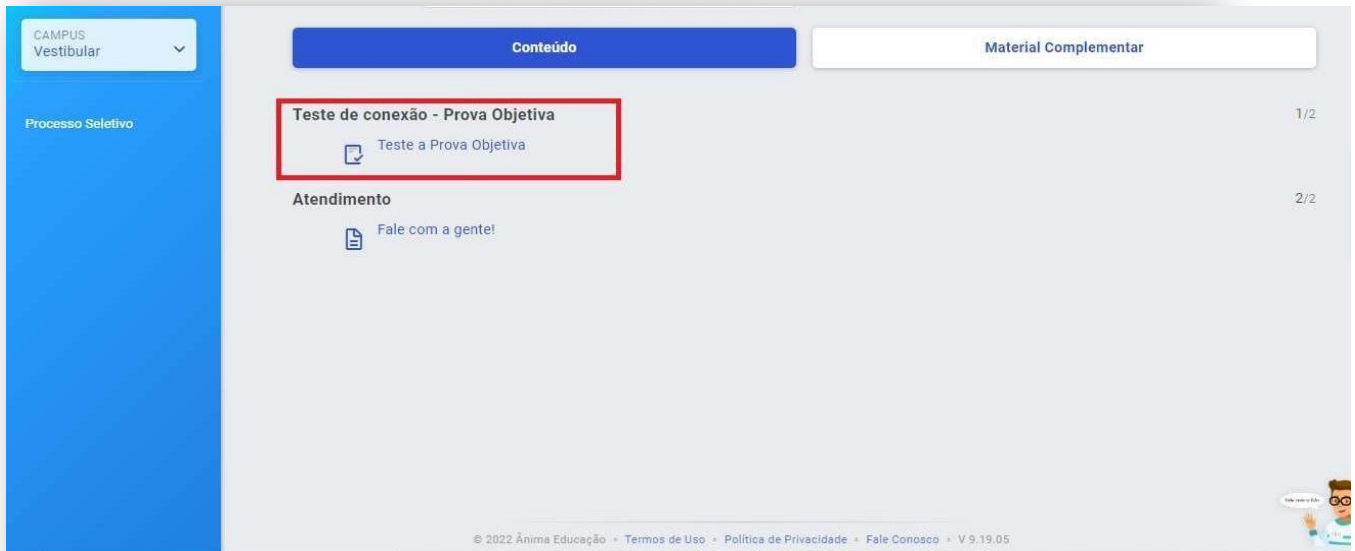 CAMPUS
Vestibular
Processo Seletivo
Conteúdo
Material Complementar
Teste de conexão - Prova Objetiva
1/2
Teste a Prova Objetiva
Atendimento
2/2
Fale com a gente!
© 2022 Ânima Educação • Termos de Uso • Política de Privacidade • Fale Conosco • V 9.19.05